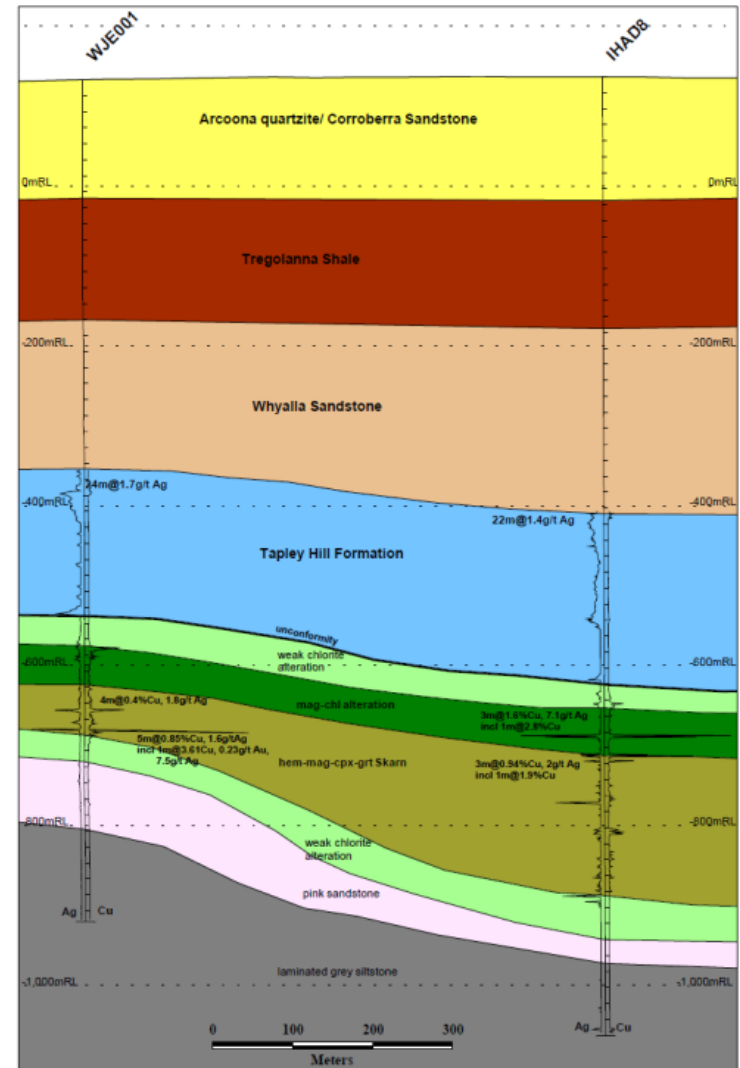 WJE001
IHAD8
Arcoona quartzite/ Corroberra Sandstone
0mRL
0mRL
Tregolanna Shale
-200mRL
-200mRL
Whyalla Sandstone
24m@1.7g/t Ag
-400mRL
-400mRL
22m@1.4g/t Ag
Tapley Hill Formation
unconformity
weak chlorite
alteration
-600mRL
-600mRL
4m@0.4%Cu, 1.8g/t Ag
mag-chl alteration
3m@1.6%Cu, 7.1g/t Ag
incl 1m@2.8%Cu
5m@0.85%Cu, 1.6g/tAg
incl 1m@3.61Cu, 0.23g/t Au,
7.5g/t Ag
hem-mag-cpx-grt Skarn
3m@0.94%Cu, 2g/t Ag
incl 1m@1.9%Cu
-800mRL
-800mRL
weak chlorite
alteration
pink sandstone
Ag Cu
laminated grey siltstone
-1,000mRL
-1,000mRL
0 100 200 300
Meters
Ag Cu